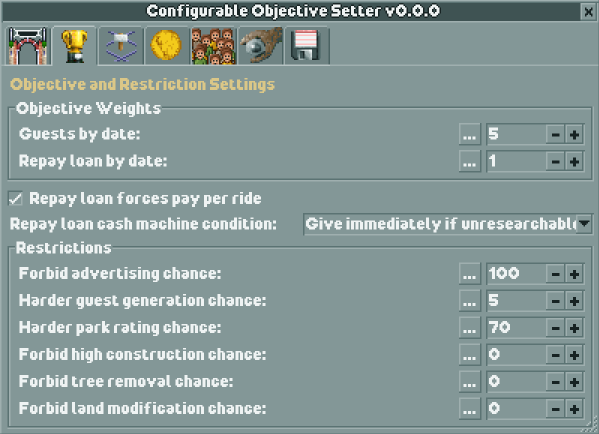 Configurable Objective Setter v0.0.0
Objective and Restriction Settings
Objective Weights
Guests by date: ... 5 - +
Repay loan by date: ... 1 - +
Repay loan forces pay per ride
Repay loan cash machine condition: Give immediately if unresearchable
Restrictions
Forbid advertising chance: ... 100 - +
Harder guest generation chance: ... 5 - +
Harder park rating chance: ... 70 - +
Forbid high construction chance: ... 0 - +
Forbid tree removal chance: ... 0 - +
Forbid land modification chance: ... 0 - +